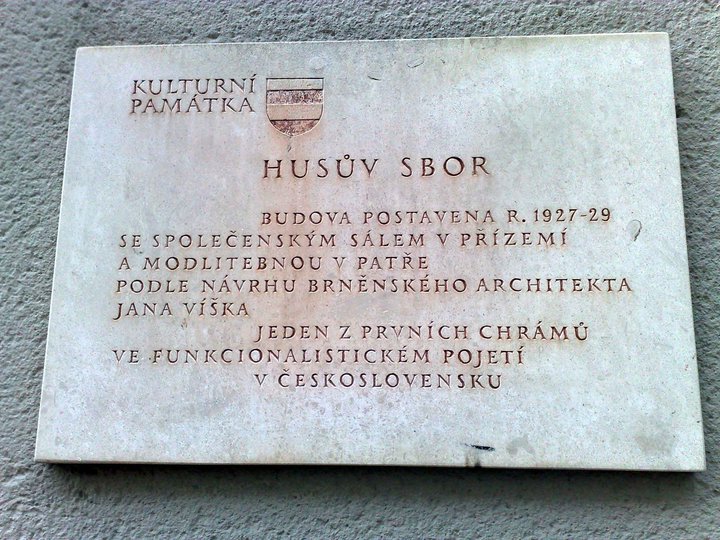 KULTURNÍ
PAMÁTKA
HUSŮV SBOR
BUDOVA POSTAVENA R. 1927-29
SE SPOLEČENSKÝM SÁLEM V PŘÍZEMÍ
A MODLITEBNOU V PATŘE
PODLE NÁVRHU BRNĚNSKÉHO ARCHITEKTA
JANA VÍŠKA
JEDEN Z PRVNÍCH CHRÁMŮ
VE FUNKCIONALISTICKÉM POJETÍ
V ČESKOSLOVENSKU